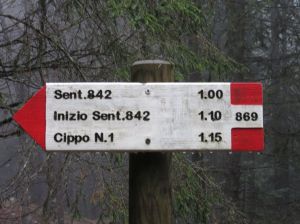 Sent.842 1.00
Inizio Sent.842 1.10 869
Cippo N.1 1.15